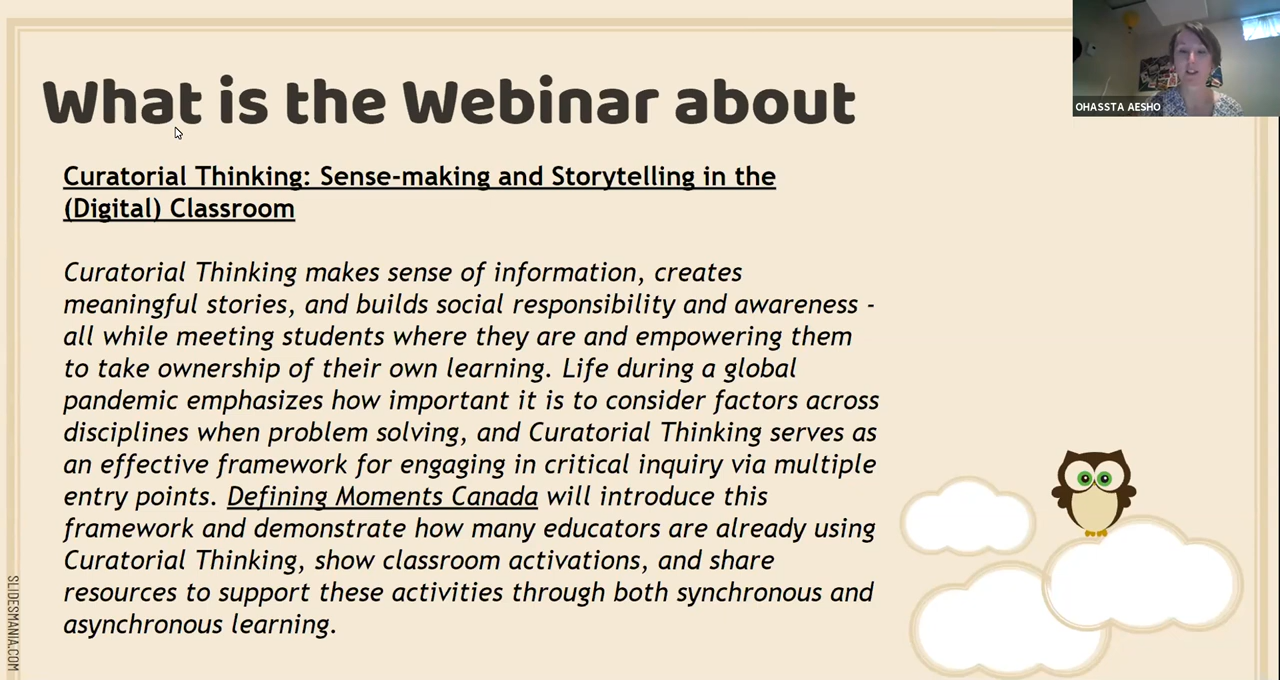 What is the Webinar about
OHASSTA AESHO
Curatorial Thinking: Sense-making and Storytelling in the
(Digital) Classroom
Curatorial Thinking makes sense of information, creates
meaningful stories, and builds social responsibility and awareness -
all while meeting students where they are and empowering them
to take ownership of their own learning. Life during a global
pandemic emphasizes how important it is to consider factors across
disciplines when problem solving, and Curatorial Thinking serves as
an effective framework for engaging in critical inquiry via multiple
entry points. Defining Moments Canada will introduce this
framework and demonstrate how many educators are already using
Curatorial Thinking, show classroom activations, and share
resources to support these activities through both synchronous and
asynchronous learning.
SLIDESMANIA.COM